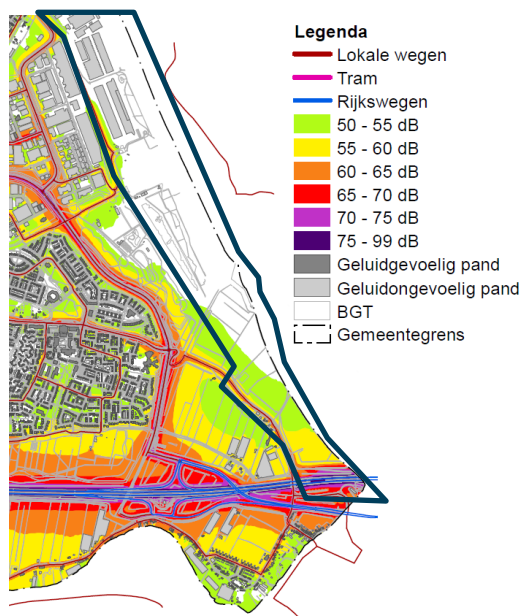 Legenda
Lokale wegen
Tram
Rijkswegen
50 - 55 dB
55 - 60 dB
60 - 65 dB
65 - 70 dB
70 - 75 dB
75 - 99 dB
Geluidgevoelig pand
Geluidongevoelig pand
BGT
Gemeentegrens